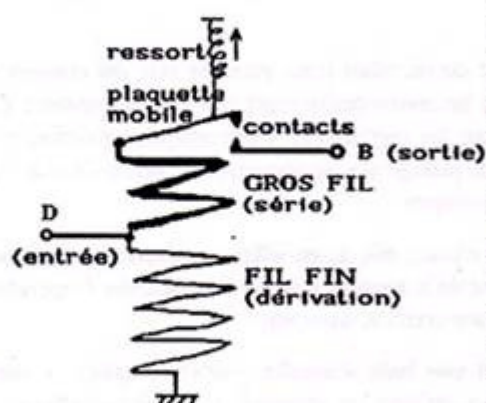 ressort
plaquette
mobile
contacts
B (sortie)
GROS FIL
(série)
D
(entrée)
FIL FIN
(dérivation)